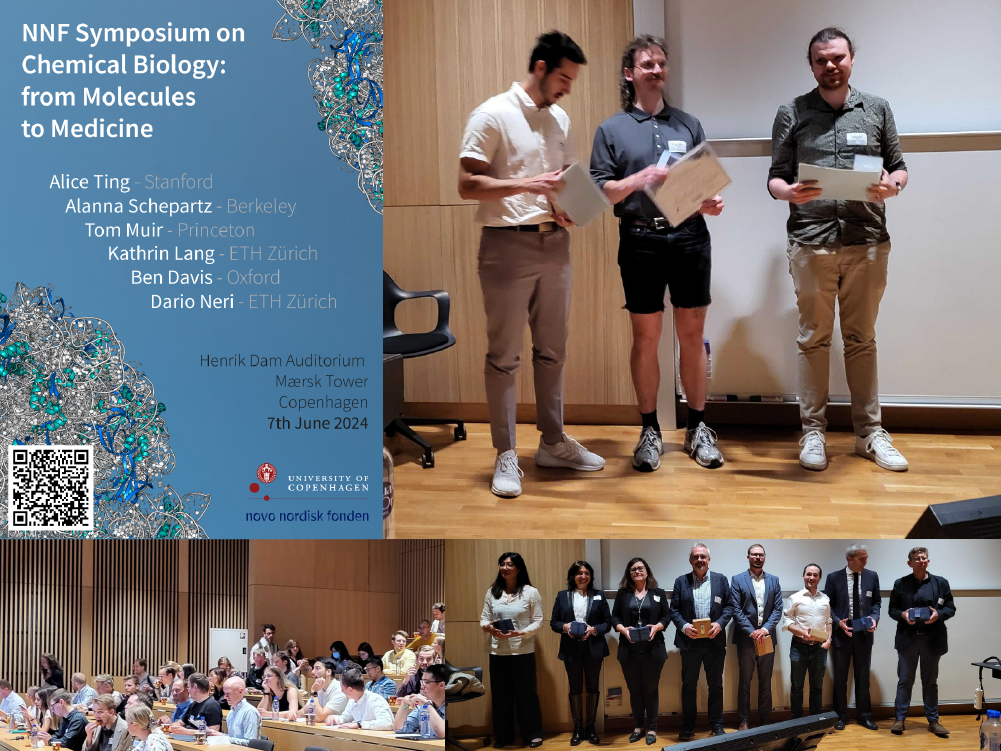 NNF Symposium on
Chemical Biology:
from Molecules
to Medicine
Alice Ting - Stanford
Alanna Schepartz - Berkeley
Tom Muir - Princeton
Kathrin Lang - ETH Zürich
Ben Davis - Oxford
Dario Neri - ETH Zürich
Henrik Dam Auditorium
Mærsk Tower
Copenhagen
7th June 2024
UNIVERSITY OF
COPENHAGEN
novo nordisk fonden